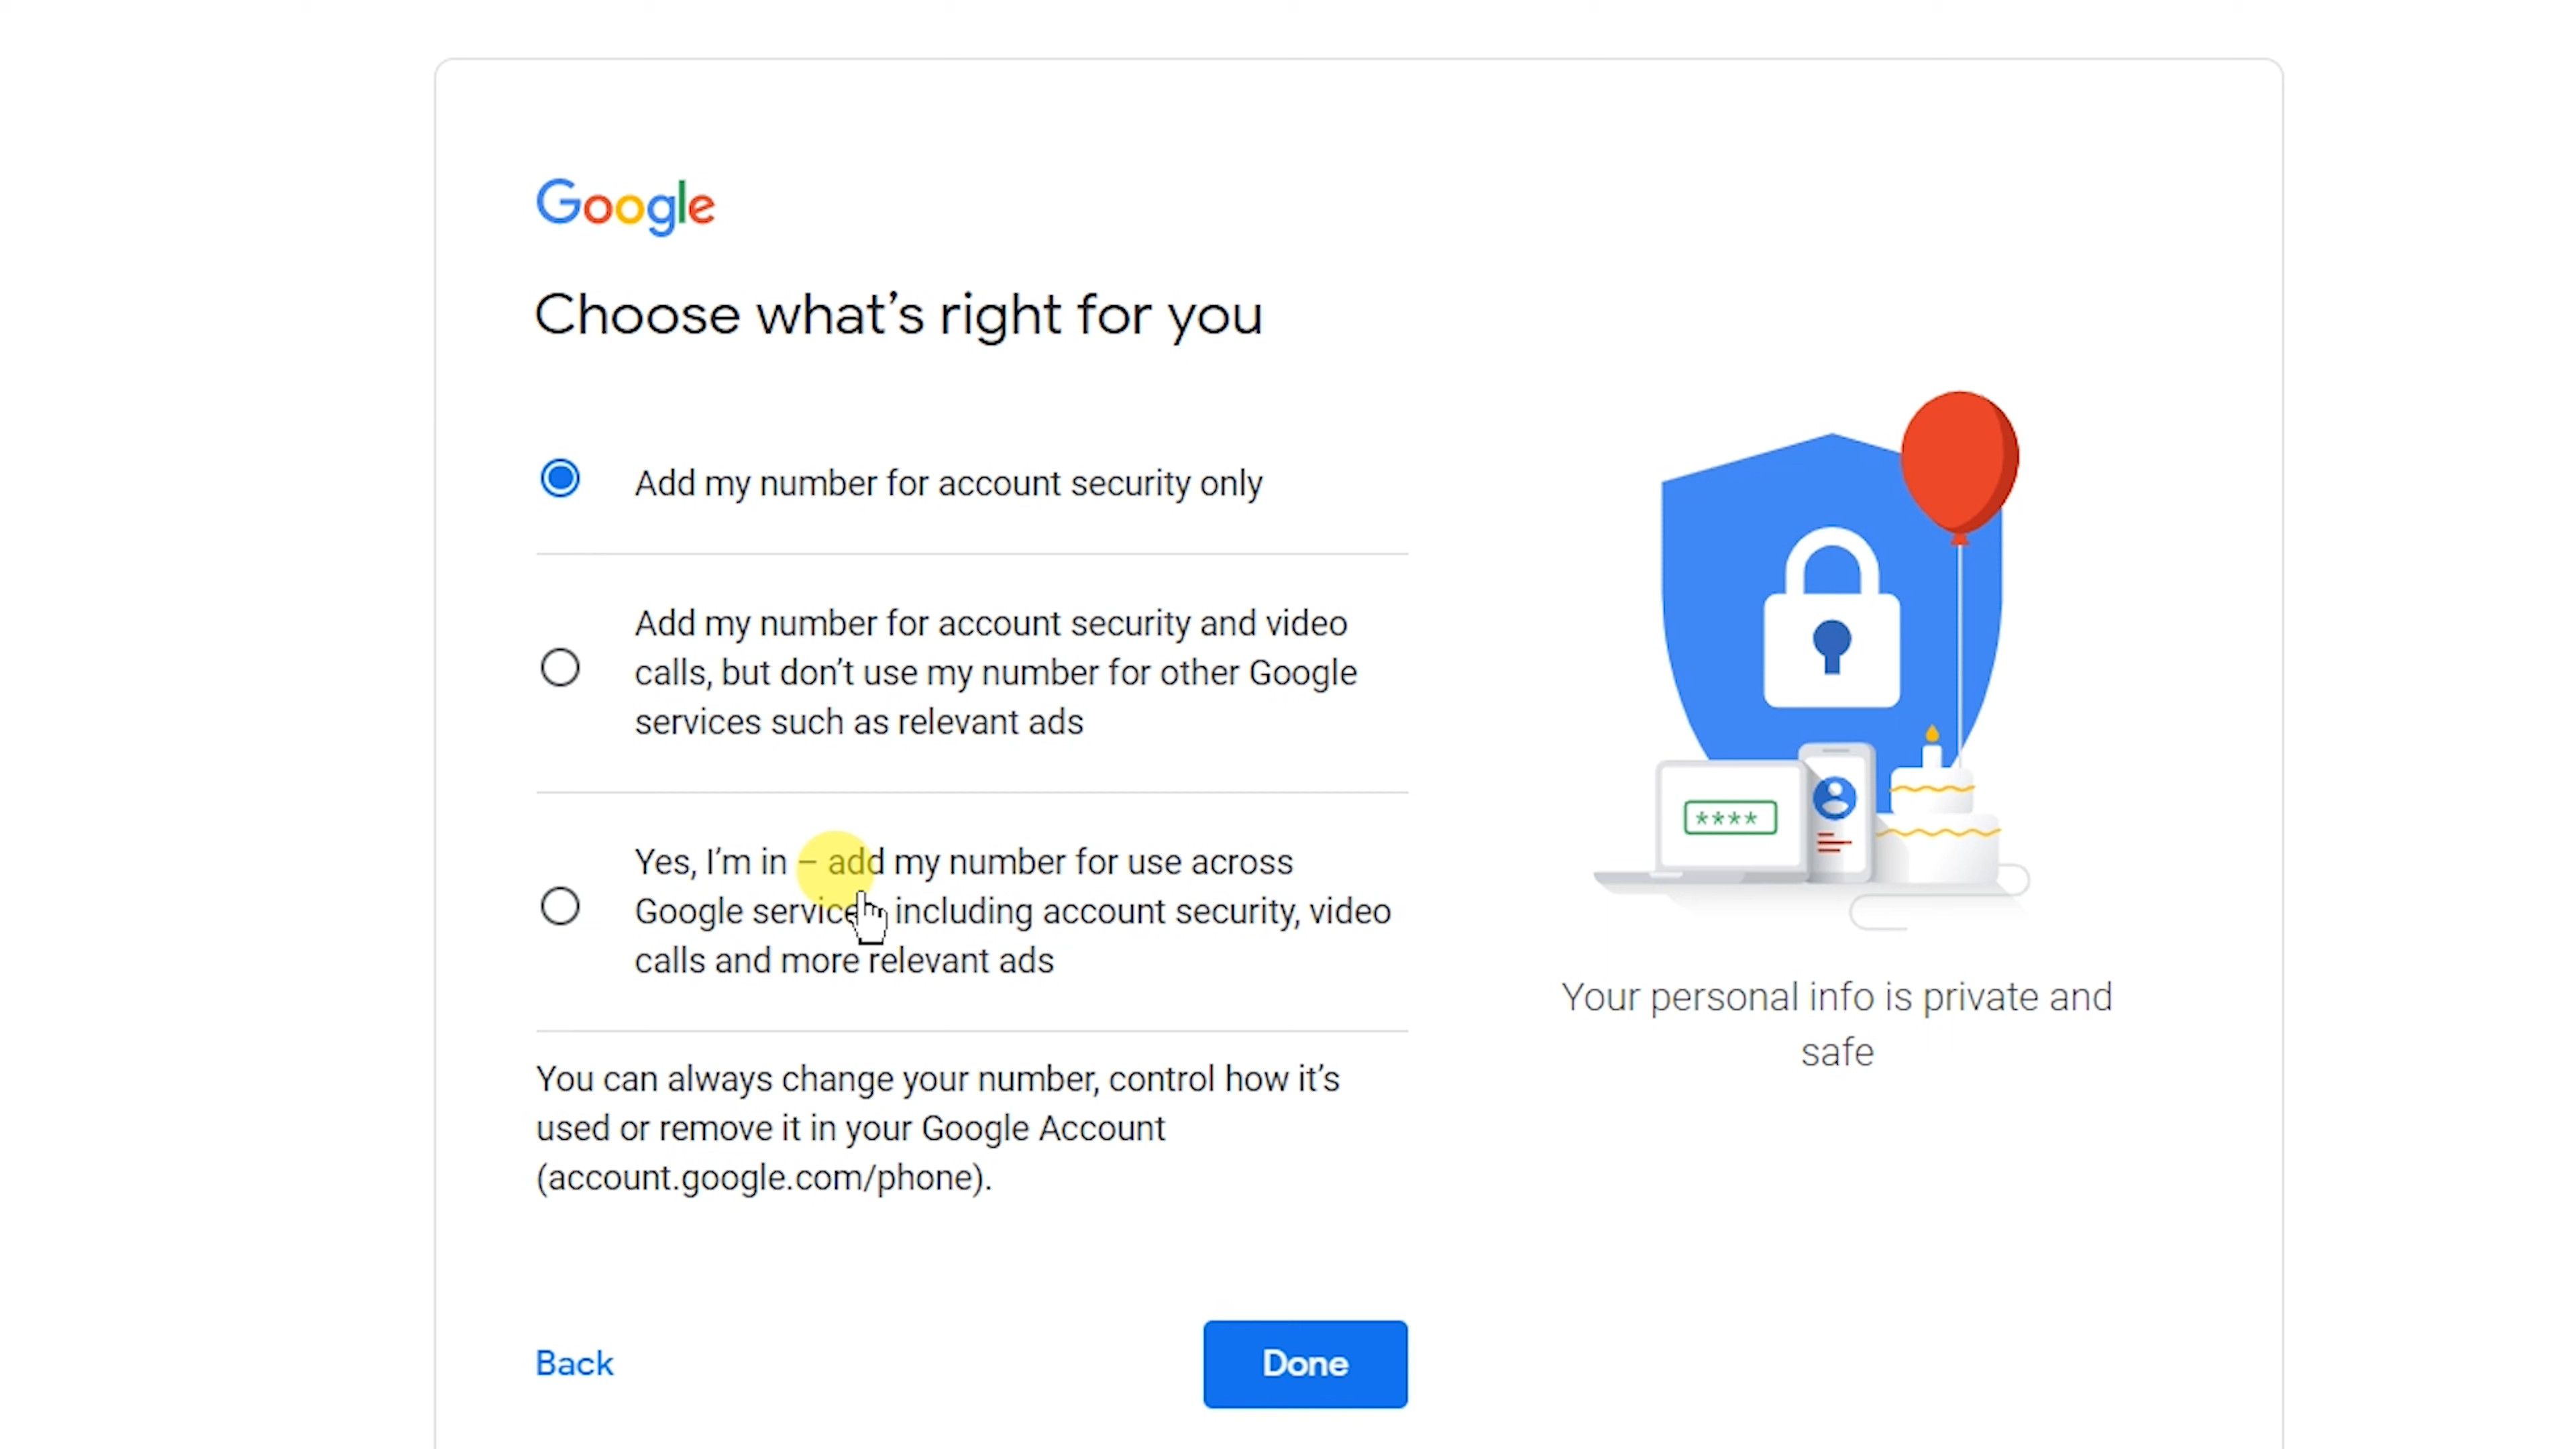 Google
Choose what’s right for you
Add my number for account security only
Add my number for account security and video
calls, but don’t use my number for other Google
services such as relevant ads
Yes, I’m in – add my number for use across
Google including account security, video
calls and more relevant ads
You can always change your number, control how it’s
used or remove it in your Google Account
(account.google.com/phone).
Back
Done
****
Your personal info is private and
safe